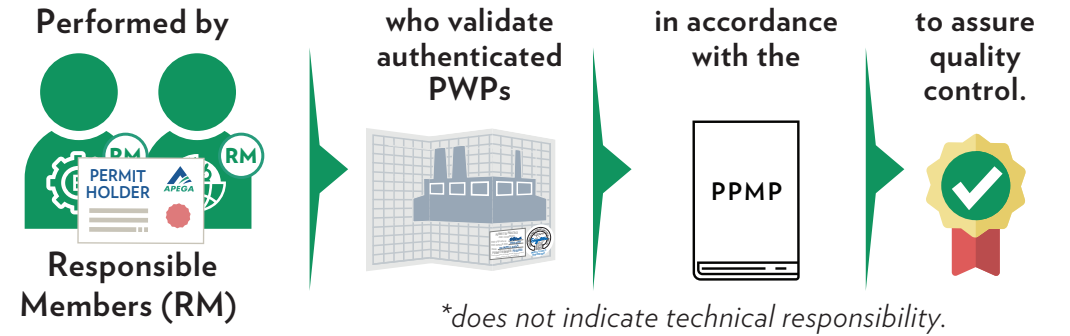 Performed by
RM
RM
PERMIT
HOLDER
APEGA
Responsible
Members (RM)
who validate
authenticated
PWPs
in accordance
with the
PPMP
to assure
quality
control.
*does not indicate technical responsibility.